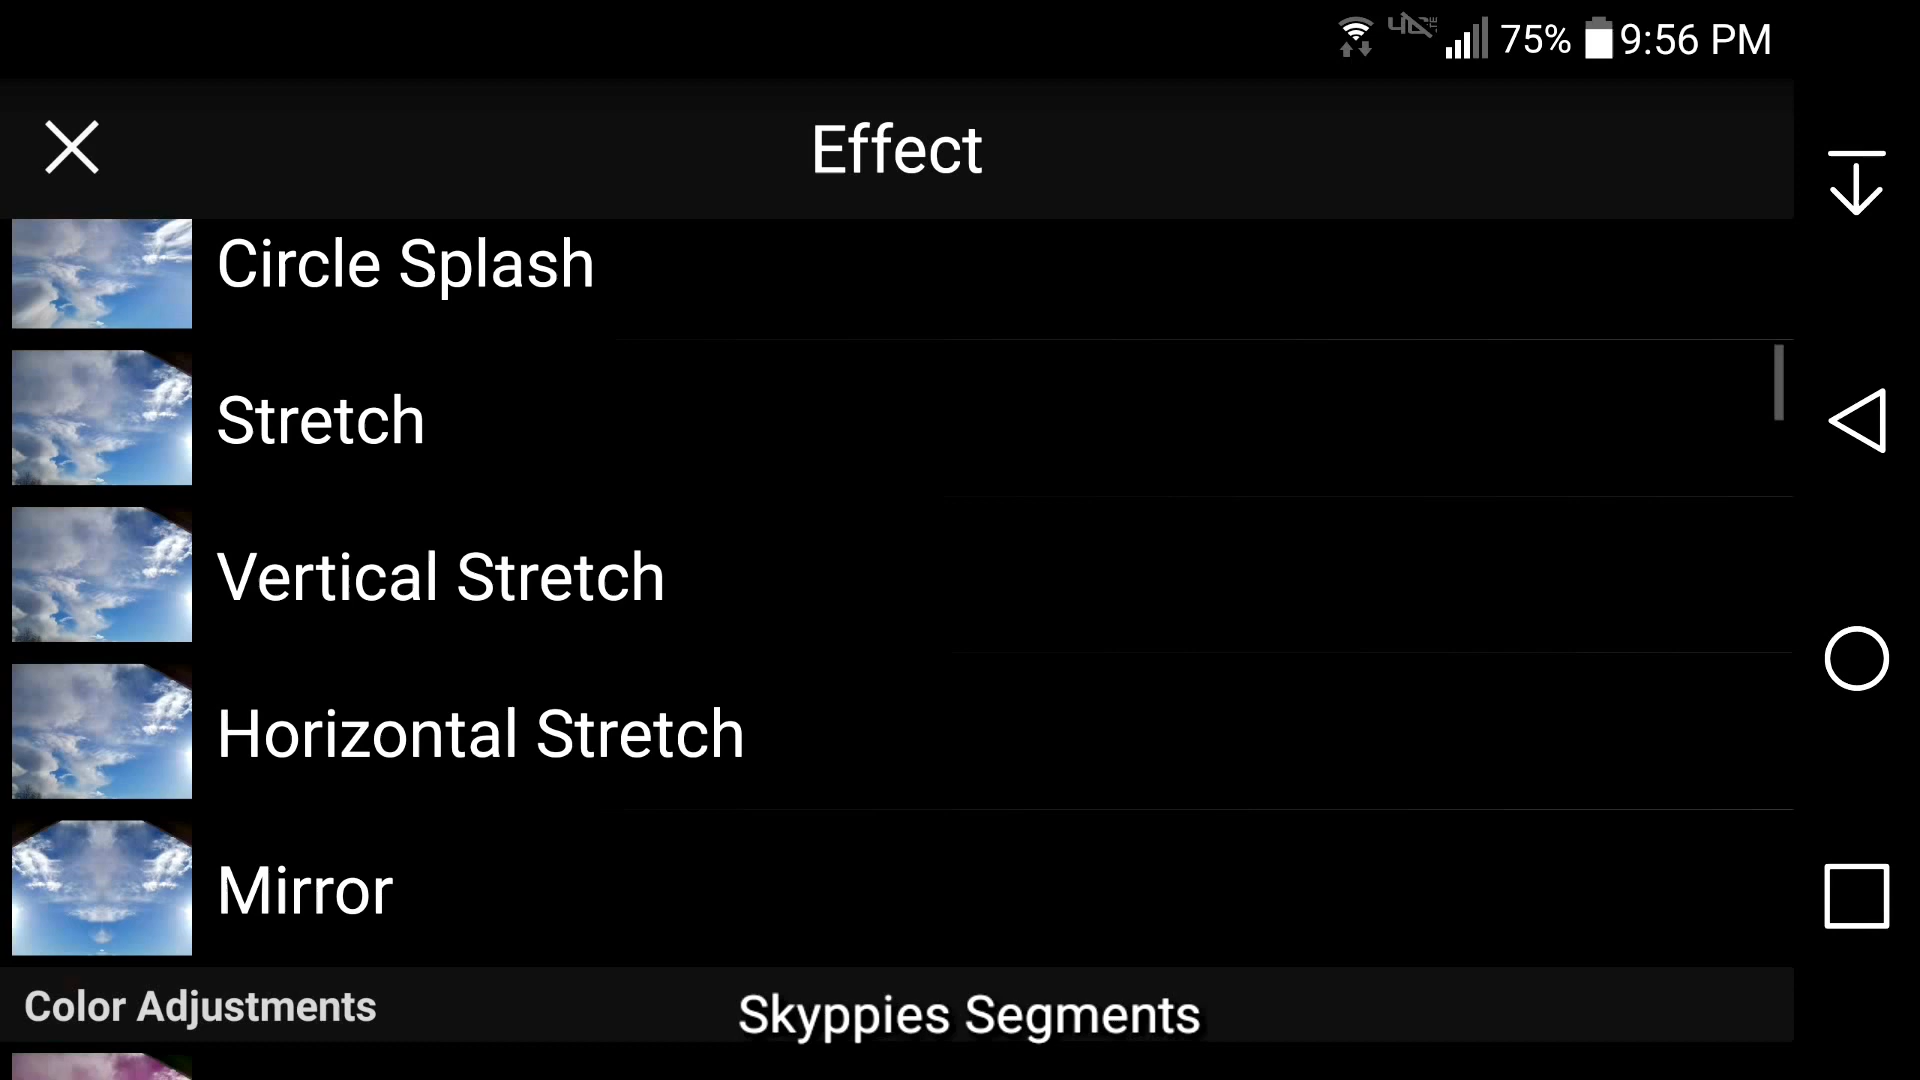 75% 9:56 PM
Effect
Circle Splash
Stretch
Vertical Stretch
Horizontal Stretch
Mirror
Color Adjustments
Skyppies Segments